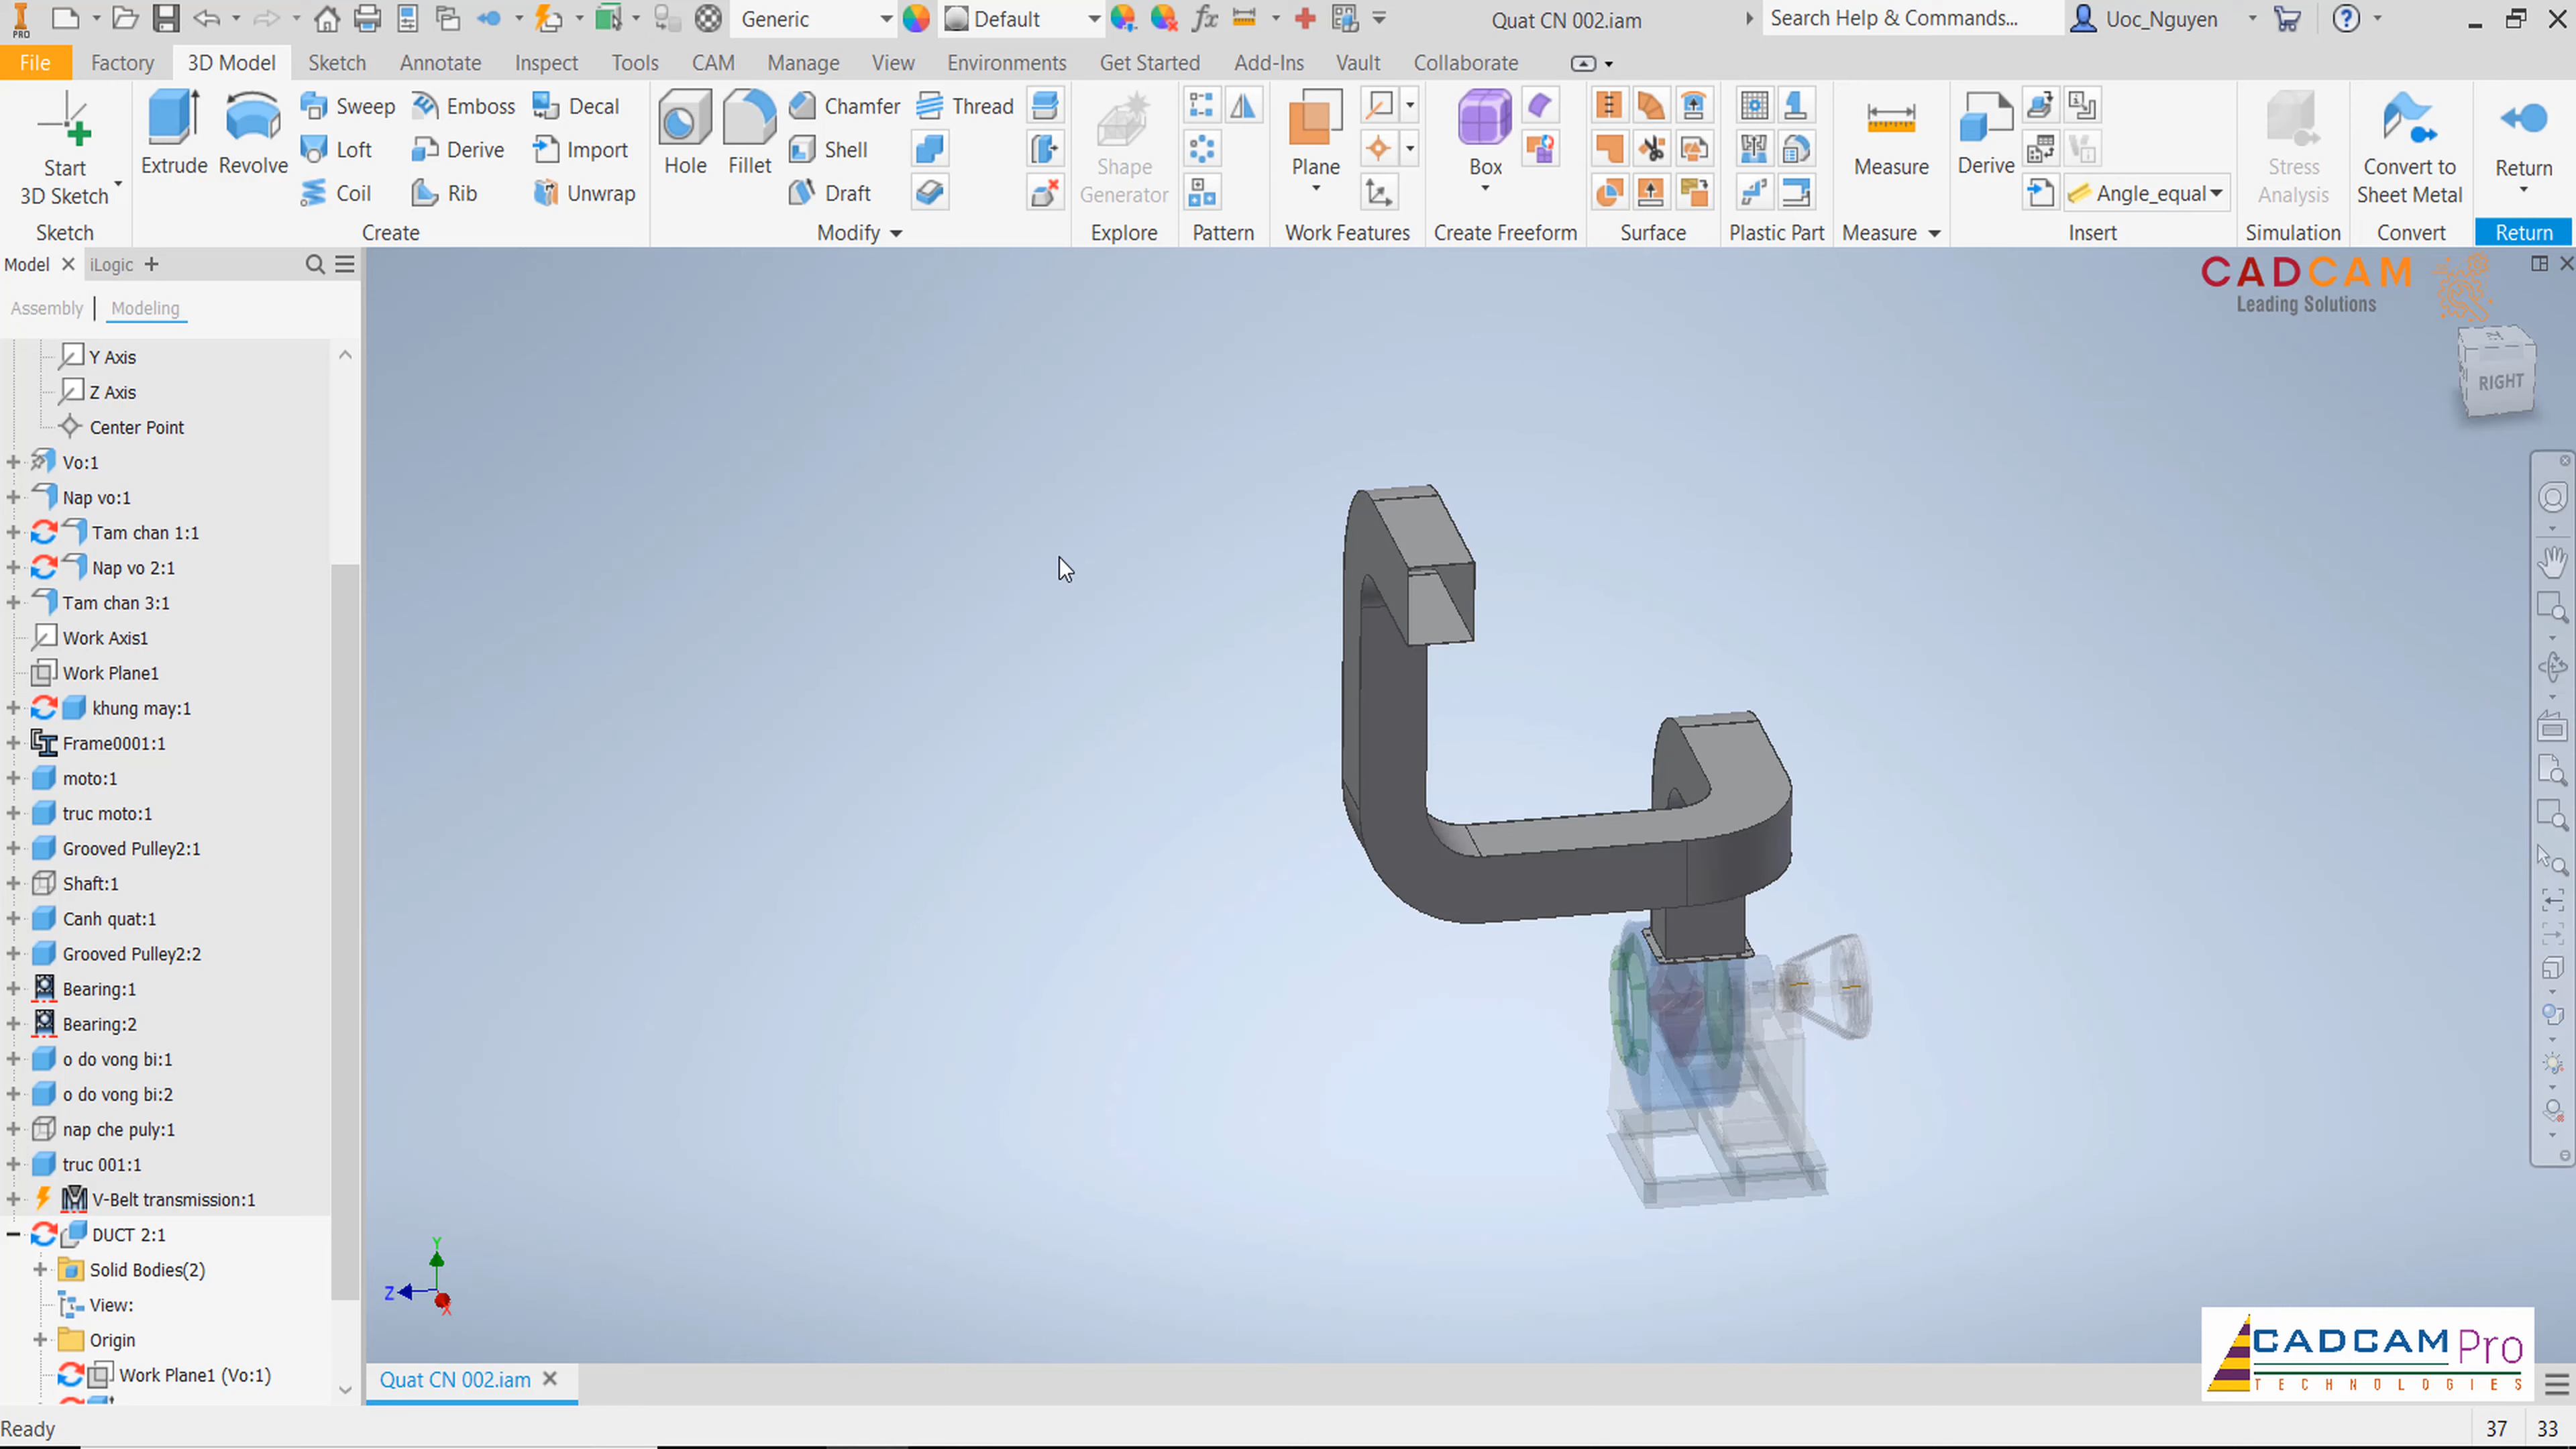 PRO
Generic
Default
fx
Quat CN 002.iam
Search Help & Commands...
Uoc_Nguyen
File
Factory
3D Model
Sketch
Annotate
Inspect
Tools
CAM
Manage
View
Environments
Get Started
Add-Ins
Vault
Collaborate
Start
3D Sketch
Extrude
Revolve
Sweep
Loft
Coil
Emboss
Derive
Rib
Decal
Import
Unwrap
Hole
Fillet
Chamfer
Shell
Draft
Thread
Shape
Generator
Plane
Box
Measure
Derive
Angle_equal
Stress
Analysis
Convert to
Sheet Metal
Return
Sketch
Create
Modify
Explore
Pattern
Work Features
Create Freeform
Surface
Plastic Part
Measure
Insert
Simulation
Convert
Return
Model
iLogic
Assembly
Modeling
Y Axis
Z Axis
Center Point
Vo:1
Nap vo:1
Tam chan 1:1
Nap vo 2:1
Tam chan 3:1
Work Axis1
Work Plane1
khung may:1
Frame0001:1
moto:1
truc moto:1
Grooved Pulley2:1
Shaft:1
Canh quat:1
Grooved Pulley2:2
Bearing:1
Bearing:2
o do vong bi:1
o do vong bi:2
nap che puly:1
truc 001:1
V-Belt transmission:1
DUCT 2:1
Solid Bodies(2)
View:
Origin
Work Plane1 (Vo:1)
CADCAM
Leading Solutions
RIGHT
Y
Z
X
CADCAM Pro
TECHNOLOGIES
Quat CN 002.iam
Ready
37
33